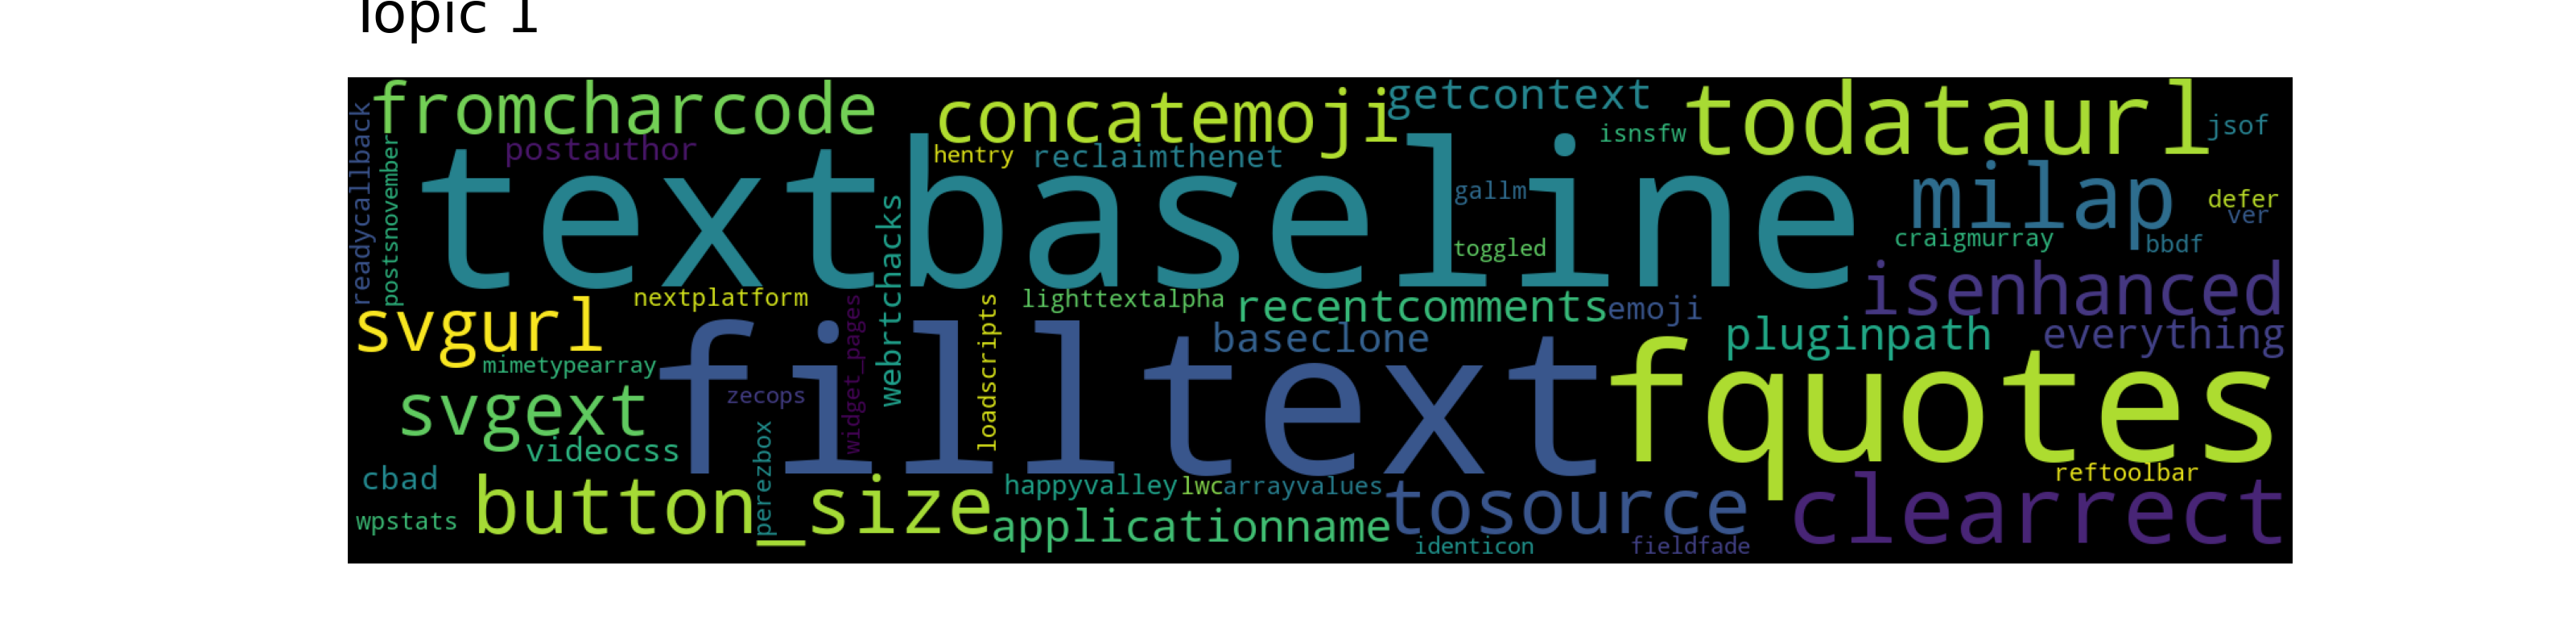 Topic 1
fromcharcode
concatemoji
getcontext
todataurl
jsof
isnsfw
readycallback
postsnovember
postauthor
hentry
reclaimthenet
textbaseline
gallm
toggled
milap
defer
ver
craigmurray
bbdf
webrtchacks
isenhanced
svgurl
nextplatform
widget_pages
loadscripts
lighttextalpha
recentcomments
emoji
baseclone
pluginpath
everything
mimetypearray
filltext
fquotes
svgext
zecops
videocss
perezbox
cbad
wpstats
button_size
happyvalley
lwc
arrayvalues
applicationname
tosource
reftoolbar
clearrect
identicon
fieldfade